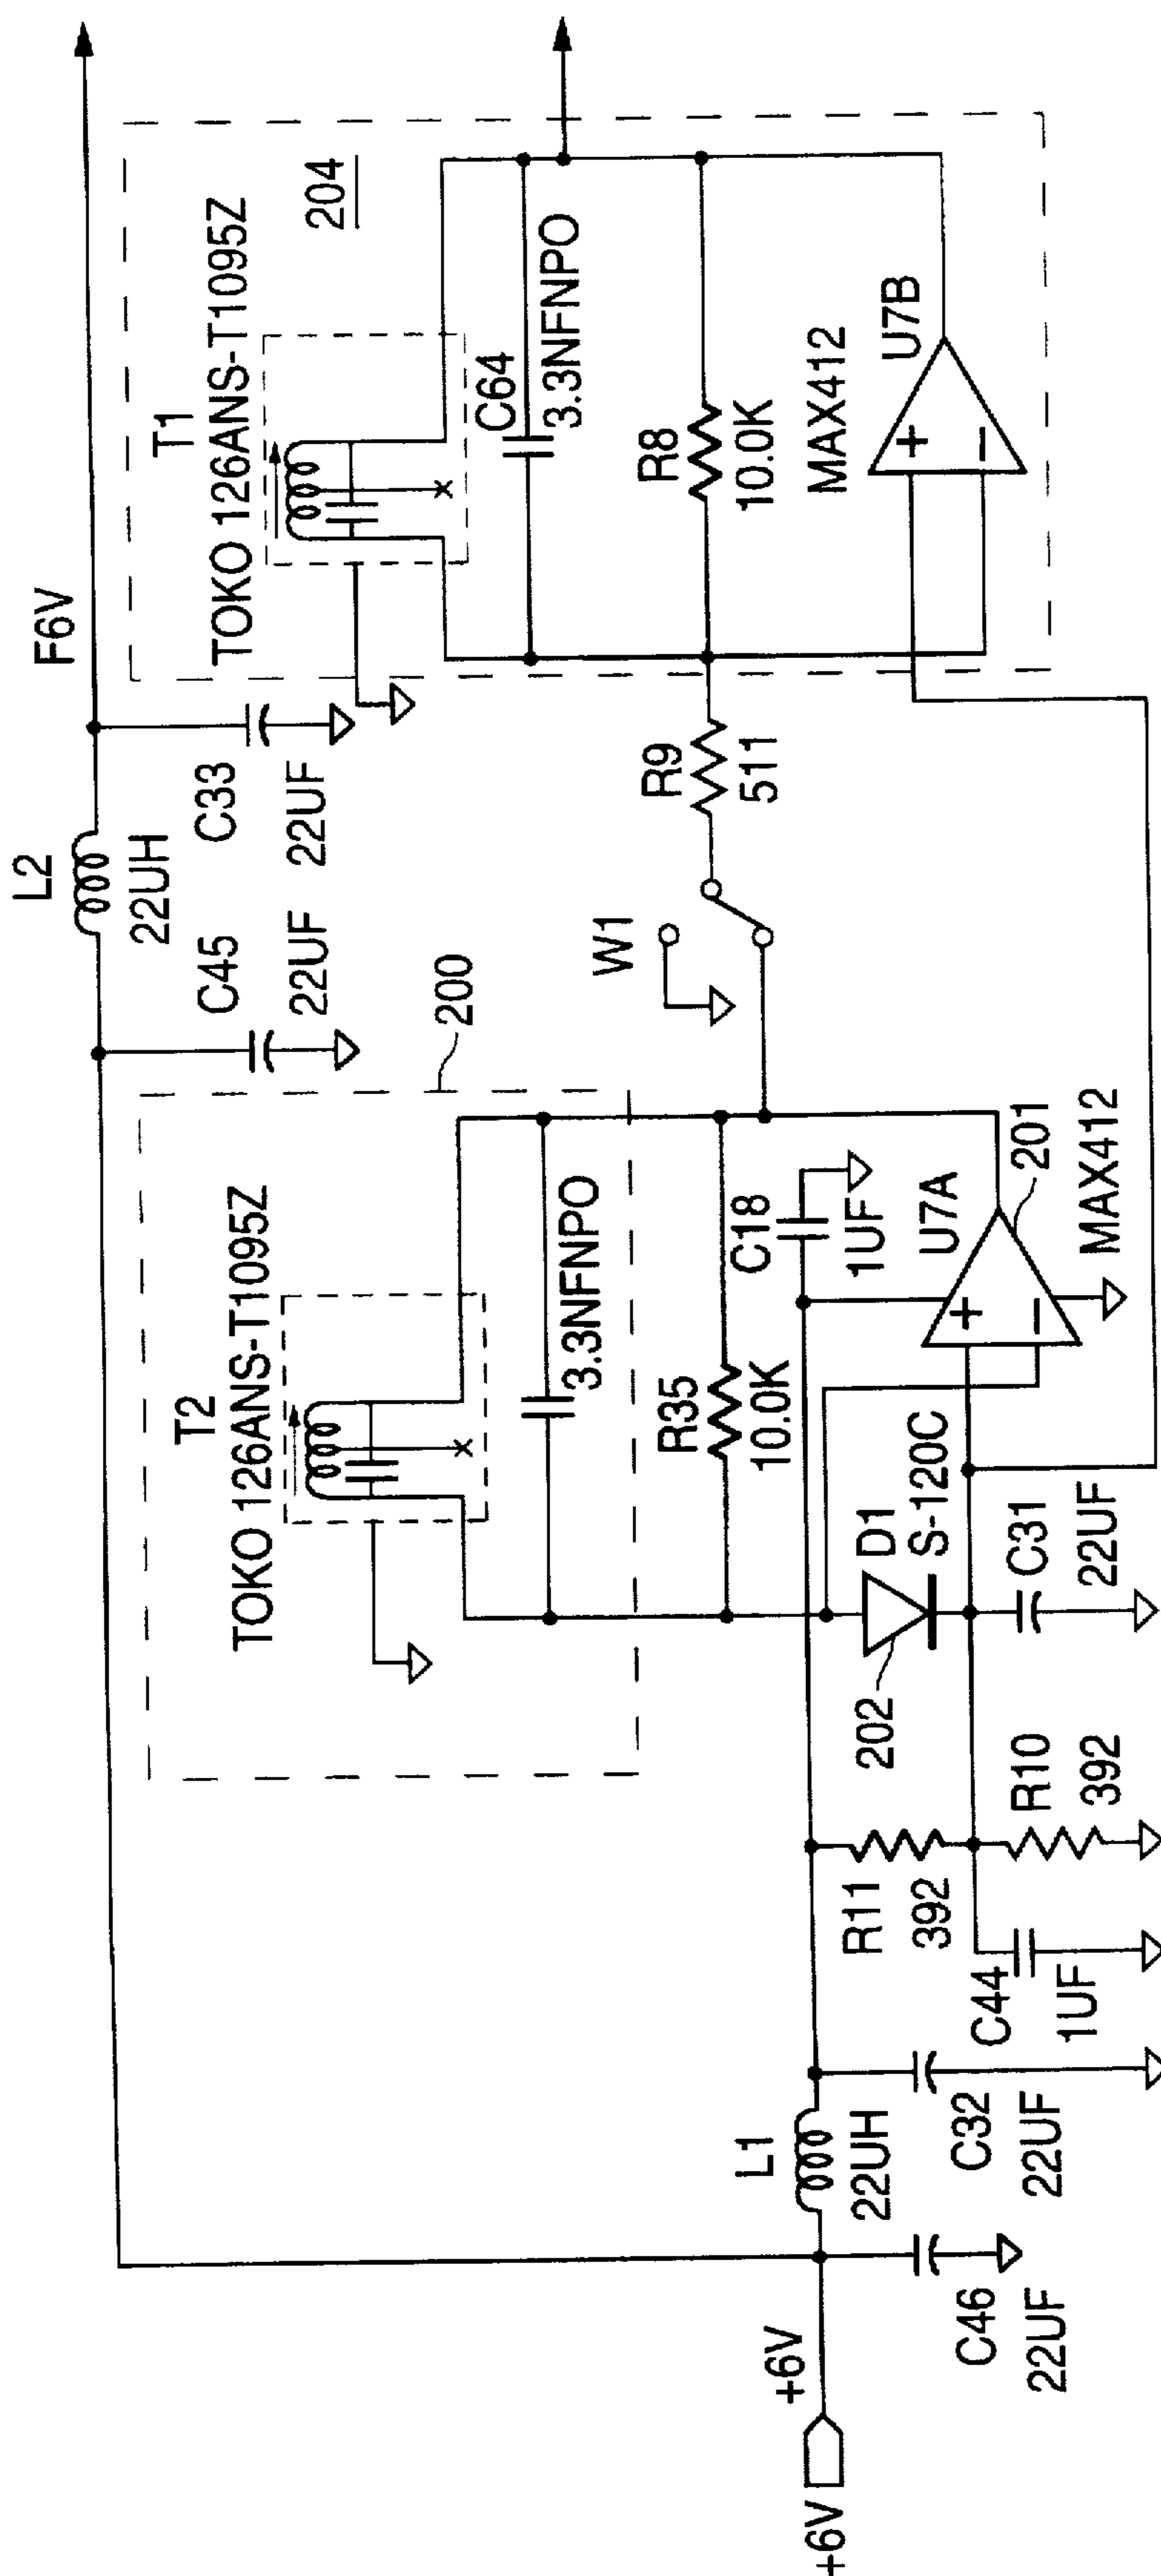 +6V
+6V
C46
22UF
L1
22UH
C32
22UF
C44
1UF
R11
392
R10
392
T2
TOKO 126ANS-T1095Z
3.3NFNPO
200
R35
10.0K
C18
1UF
202
D1
S-120C
C31
22UF
U7A
+
−
201
MAX412
L2
22UH
C45
22UF
C33
22UF
F6V
W1
R9
511
T1
TOKO 126ANS-T1095Z
204
C64
3.3NFNPO
R8
10.0K
MAX412
U7B
+
−